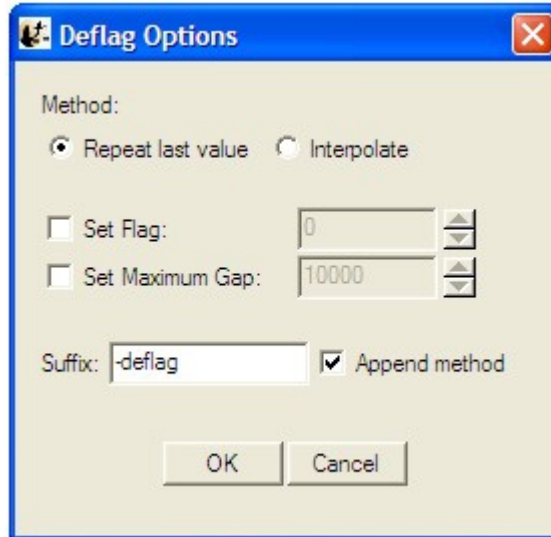 Deflag Options
Method:
Repeat last value Interpolate
Set Flag: 0
Set Maximum Gap: 10000
Suffix: -deflag Append method
OK Cancel